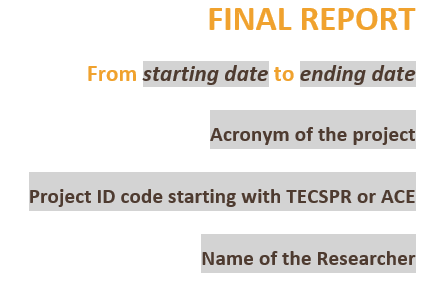 FINAL REPORT
From starting date to ending date
Acronym of the project
Project ID code starting with TECSPR or ACE
Name of the Researcher